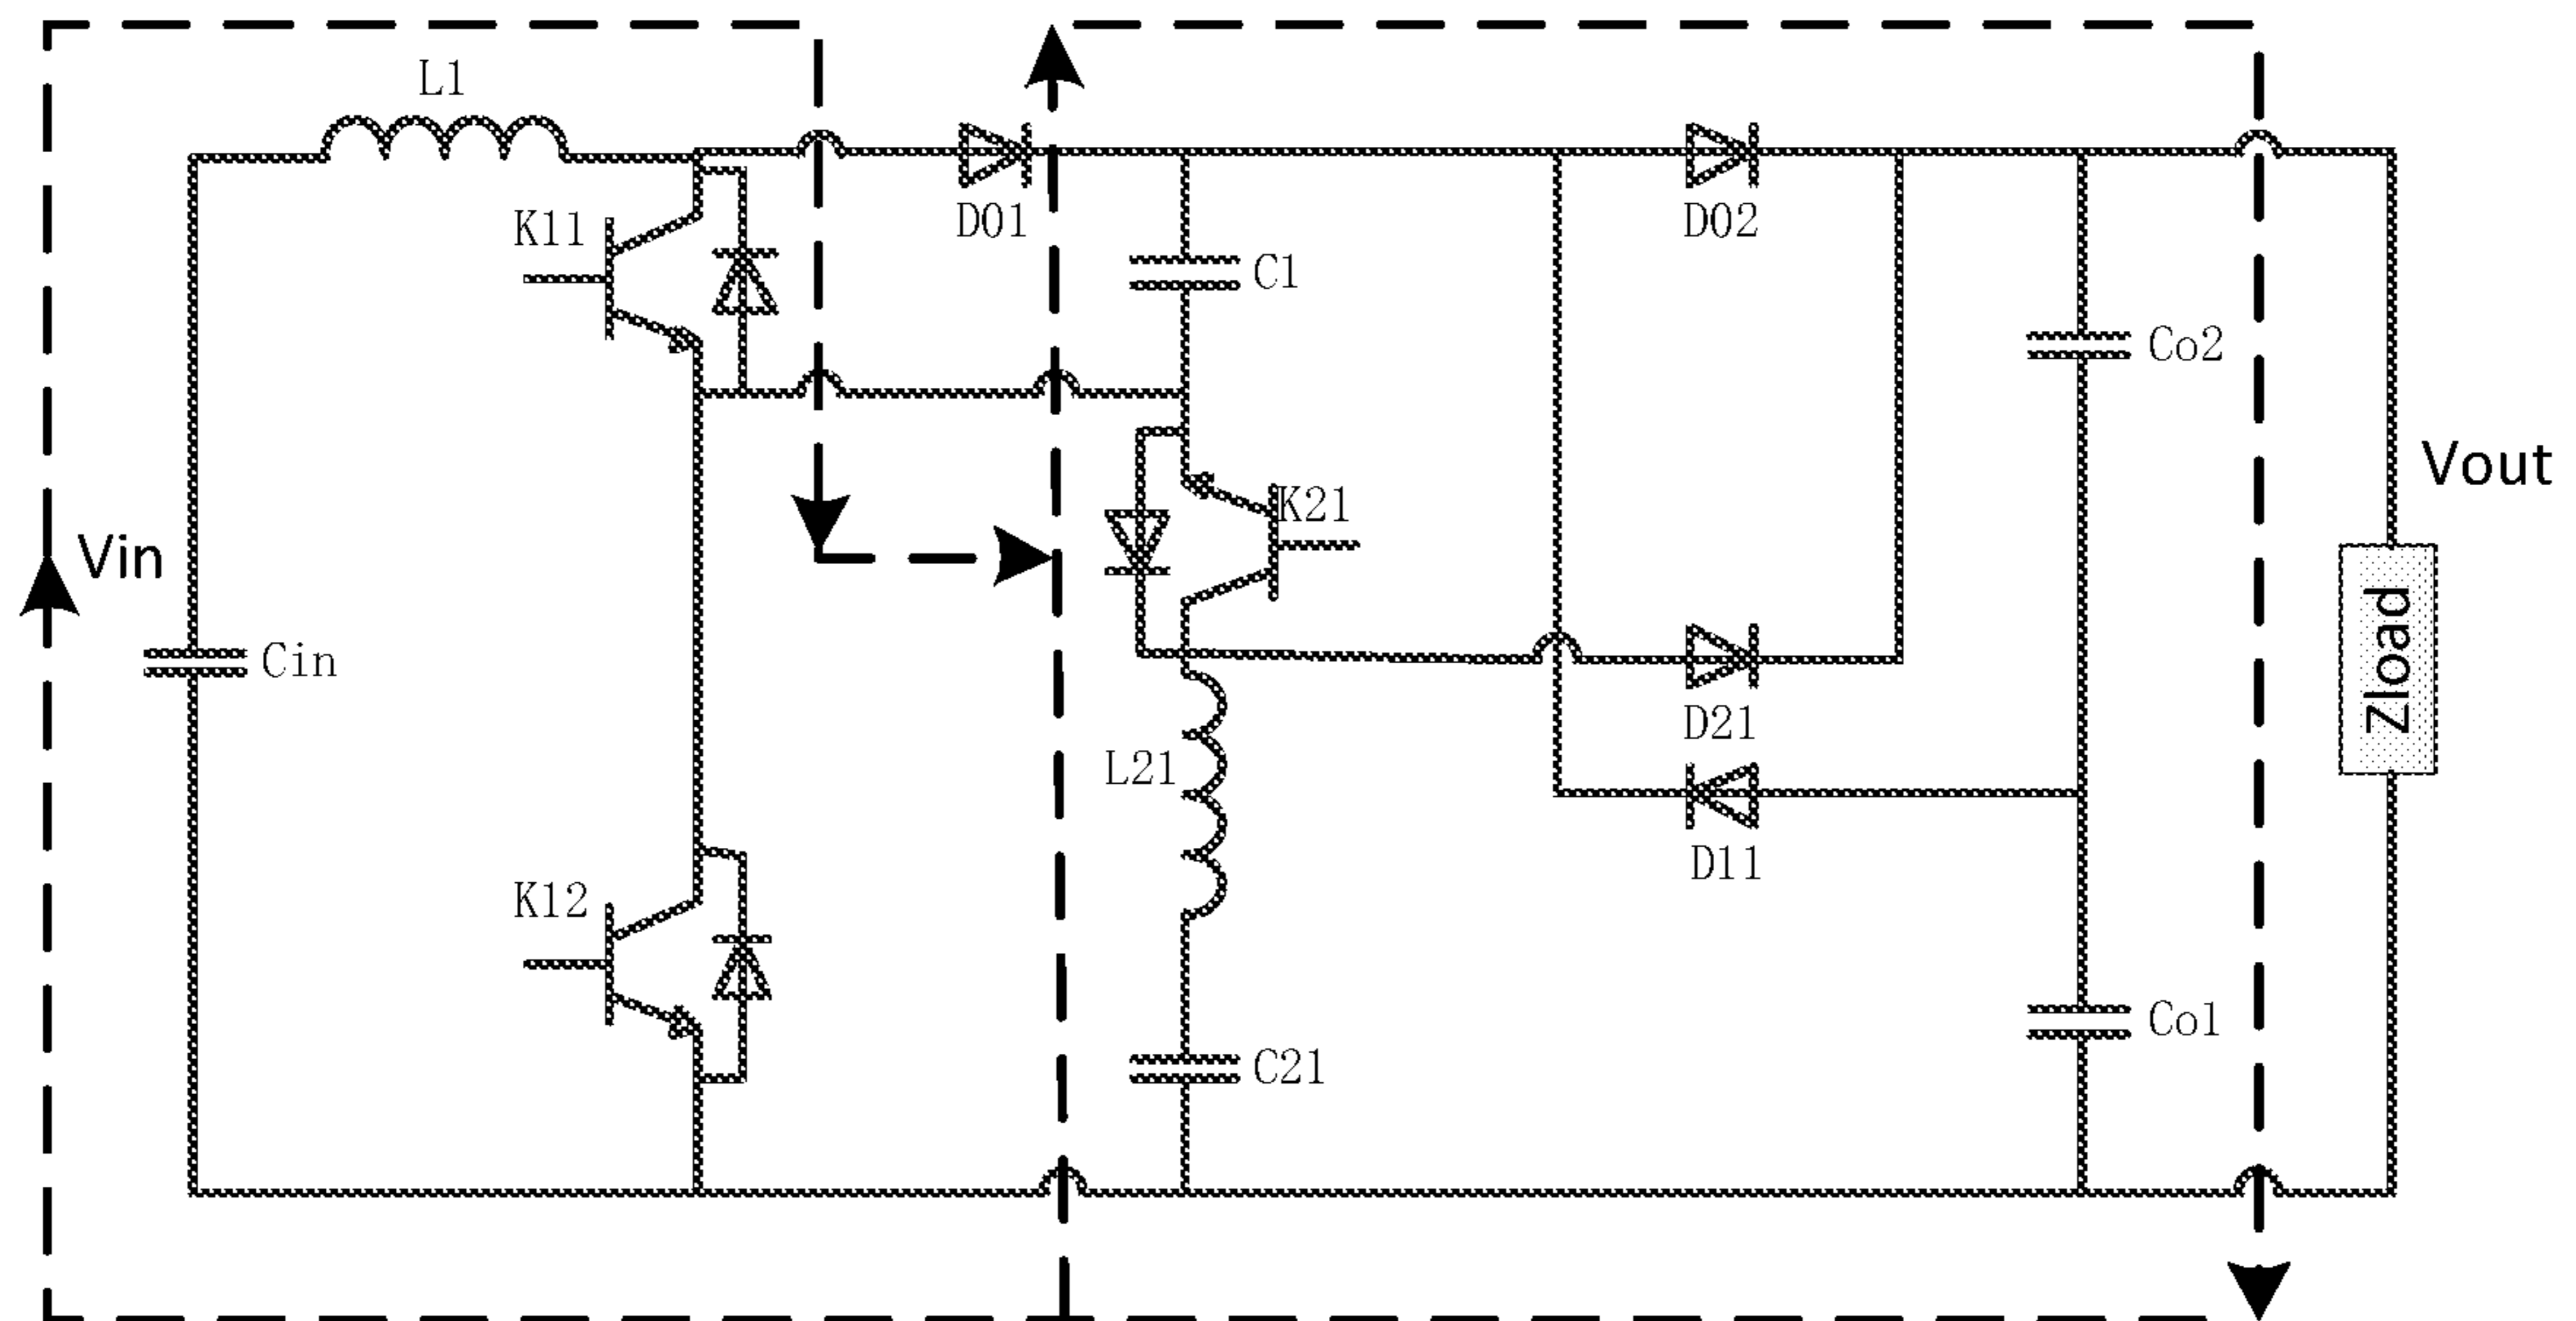 L1
K11
D01
D02
C1
Co2
Vout
K21
Vin
Cin
Zload
D21
L21
D11
K12
Co1
C21